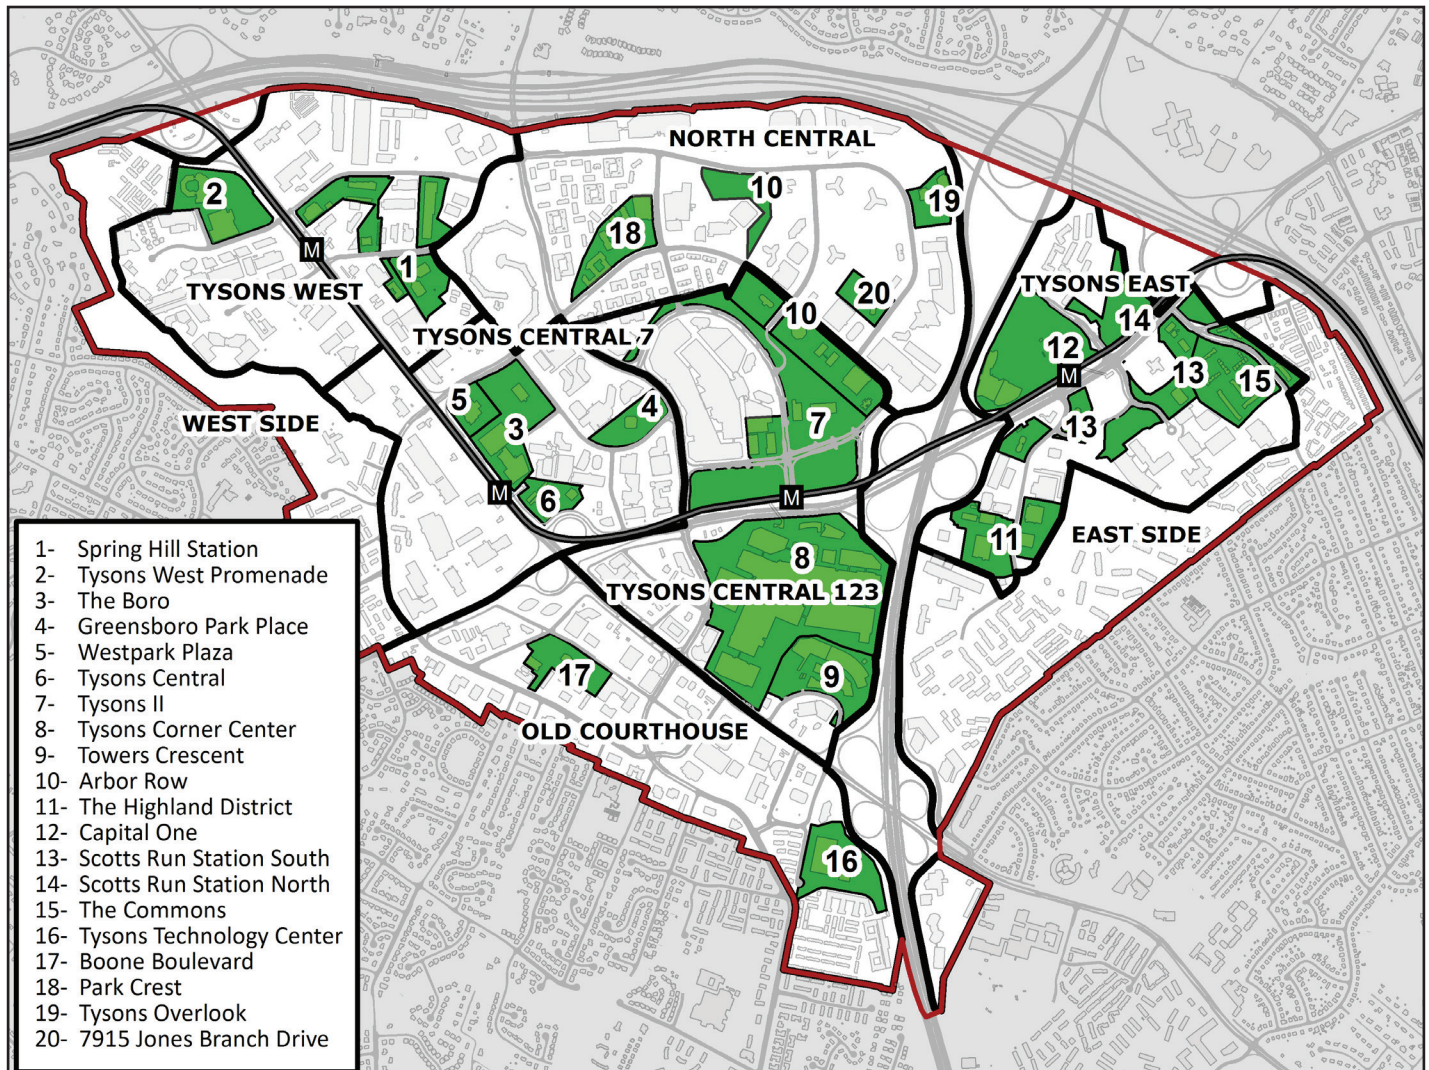 NORTH CENTRAL
2
10
19
18
M
1
TYSONS WEST
20
TYSONS EAST
10
14
TYSONS CENTRAL 7
12
M
13
15
5
4
WEST SIDE
3
7
13
M
6
M
11
EAST SIDE
8
TYSONS CENTRAL 123
17
9
OLD COURTHOUSE
16
1- Spring Hill Station
2- Tysons West Promenade
3- The Boro
4- Greensboro Park Place
5- Westpark Plaza
6- Tysons Central
7- Tysons II
8- Tysons Corner Center
9- Towers Crescent
10- Arbor Row
11- The Highland District
12- Capital One
13- Scotts Run Station South
14- Scotts Run Station North
15- The Commons
16- Tysons Technology Center
17- Boone Boulevard
18- Park Crest
19- Tysons Overlook
20- 7915 Jones Branch Drive